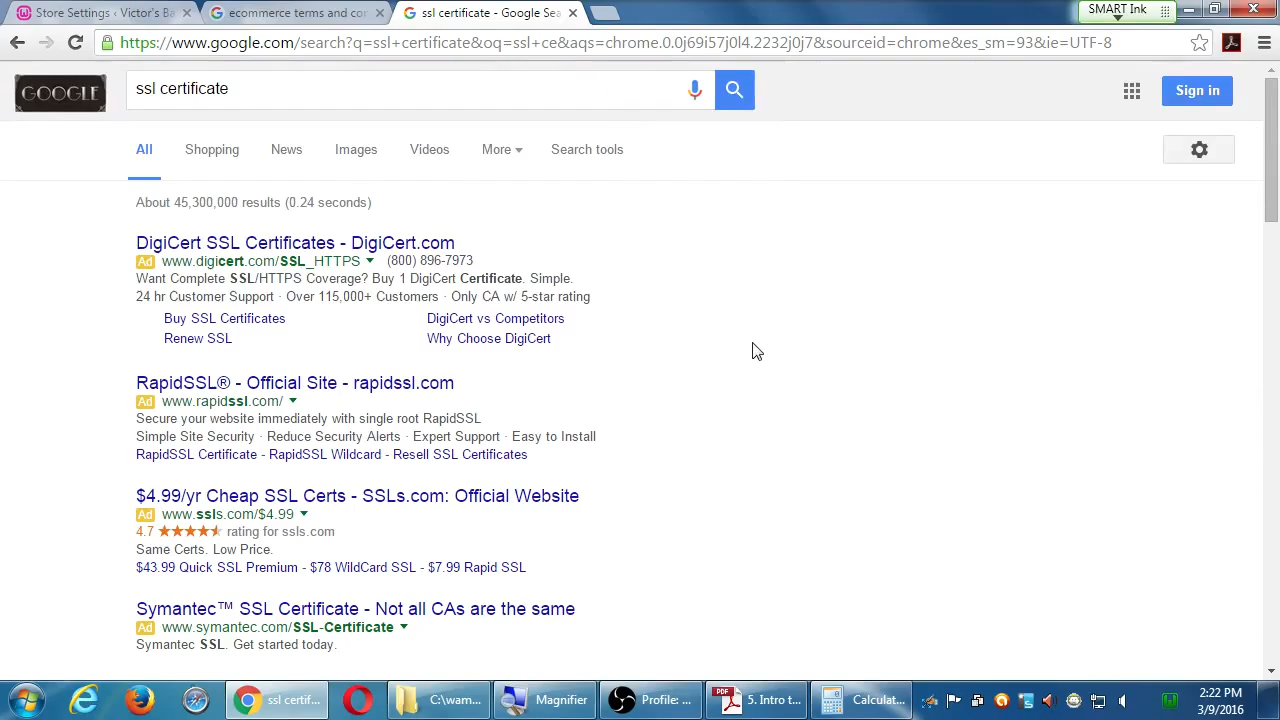 Store Settings ‹ Victor's Ba
ecommerce terms and cor
ssl certificate - Google Sea
SMART Ink
https://www.google.com/search?q=ssl+certificate&oq=ssl+ce&aqs=chrome.0.0j69i57j0l4.2232j0j7&sourceid=chrome&es_sm=93&ie=UTF-8
GOOGLE
ssl certificate
Sign in
All Shopping News Images Videos More Search tools
About 45,300,000 results (0.24 seconds)
DigiCert SSL Certificates - DigiCert.com
Ad www.digicert.com/SSL_HTTPS (800) 896-7973
Want Complete SSL/HTTPS Coverage? Buy 1 DigiCert Certificate. Simple.
24 hr Customer Support · Over 115,000+ Customers · Only CA w/ 5-star rating
Buy SSL Certificates DigiCert vs Competitors
Renew SSL Why Choose DigiCert
RapidSSL® - Official Site - rapidssl.com
Ad www.rapidssl.com/
Secure your website immediately with single root RapidSSL
Simple Site Security · Reduce Security Alerts · Expert Support · Easy to Install
RapidSSL Certificate - RapidSSL Wildcard - Resell SSL Certificates
$4.99/yr Cheap SSL Certs - SSLs.com: Official Website
Ad www.ssls.com/$4.99
4.7 rating for ssls.com
Same Certs. Low Price.
$43.99 Quick SSL Premium - $78 WildCard SSL - $7.99 Rapid SSL
Symantec™ SSL Certificate - Not all CAs are the same
Ad www.symantec.com/SSL-Certificate
Symantec SSL. Get started today.
ssl certif...
C:\wam...
Magnifier
Profile: ...
PDF
5. Intro t...
Calculat...
2:22 PM
3/9/2016